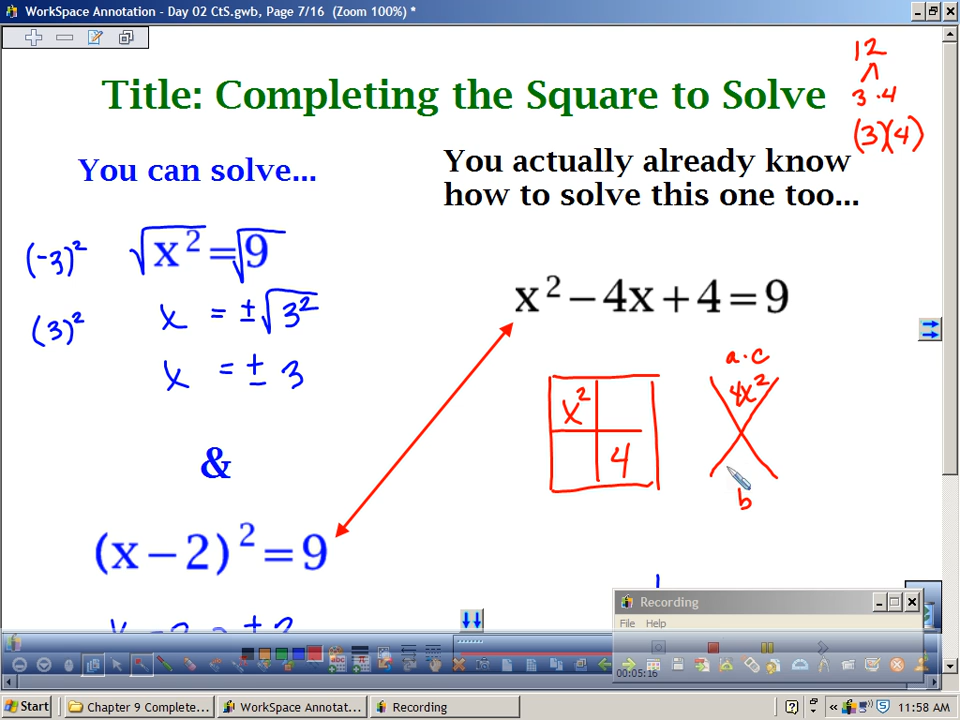 WorkSpace Annotation - Day 02 CtS.gwb, Page 7/16 (Zoom 100%) *
Title: Completing the Square to Solve
12
3 · 4
(3)(4)
You can solve...
(-3)²
√x² = √9
(3)²
x = ±√3²
x = ± 3
&
(x − 2)² = 9
You actually already know
how to solve this one too...
x² − 4x + 4 = 9
x²
4
a · c
4x²
b
Recording
File Help
00:05:16
Start
Chapter 9 Complete...
WorkSpace Annotat...
Recording
11:58 AM